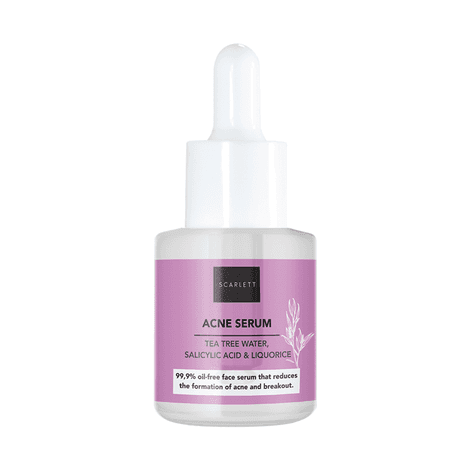 SCARLETT
ACNE SERUM
TEA TREE WATER,
SALICYLIC ACID & LIQUORICE
99,9% oil-free face serum that reduces
the formation of acne and breakout.